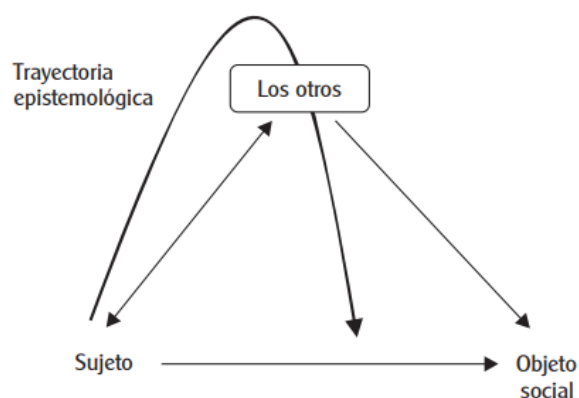 Trayectoria
epistemológica
Los otros
Sujeto
Objeto
social